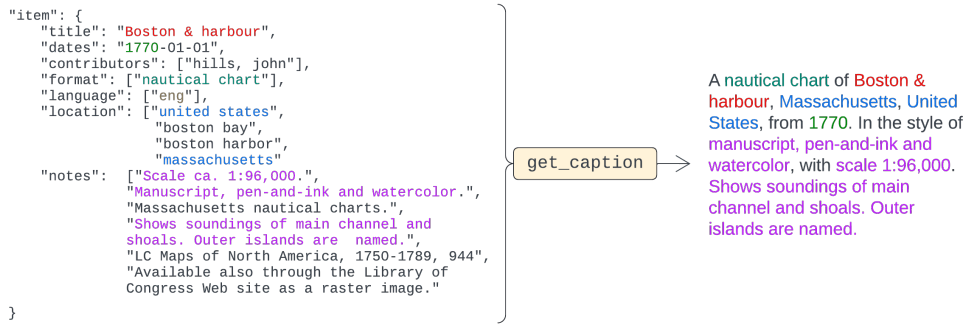 "item": {
"title": "Boston & harbour",
"dates": "1770-01-01",
"contributors": ["hills, john"],
"format": ["nautical chart"],
"language": ["eng"],
"location": ["united states",
"boston bay",
"boston harbor",
"massachusetts"
"notes": ["Scale ca. 1:96,000.",
"Manuscript, pen-and-ink and watercolor.",
"Massachusetts nautical charts.",
"Shows soundings of main channel and
shoals. Outer islands are named.",
"LC Maps of North America, 1750-1789, 944",
"Available also through the Library of
Congress Web site as a raster image."
}
get_caption
A nautical chart of Boston &
harbour, Massachusetts, United
States, from 1770. In the style of
manuscript, pen-and-ink and
watercolor, with scale 1:96,000.
Shows soundings of main
channel and shoals. Outer
islands are named.